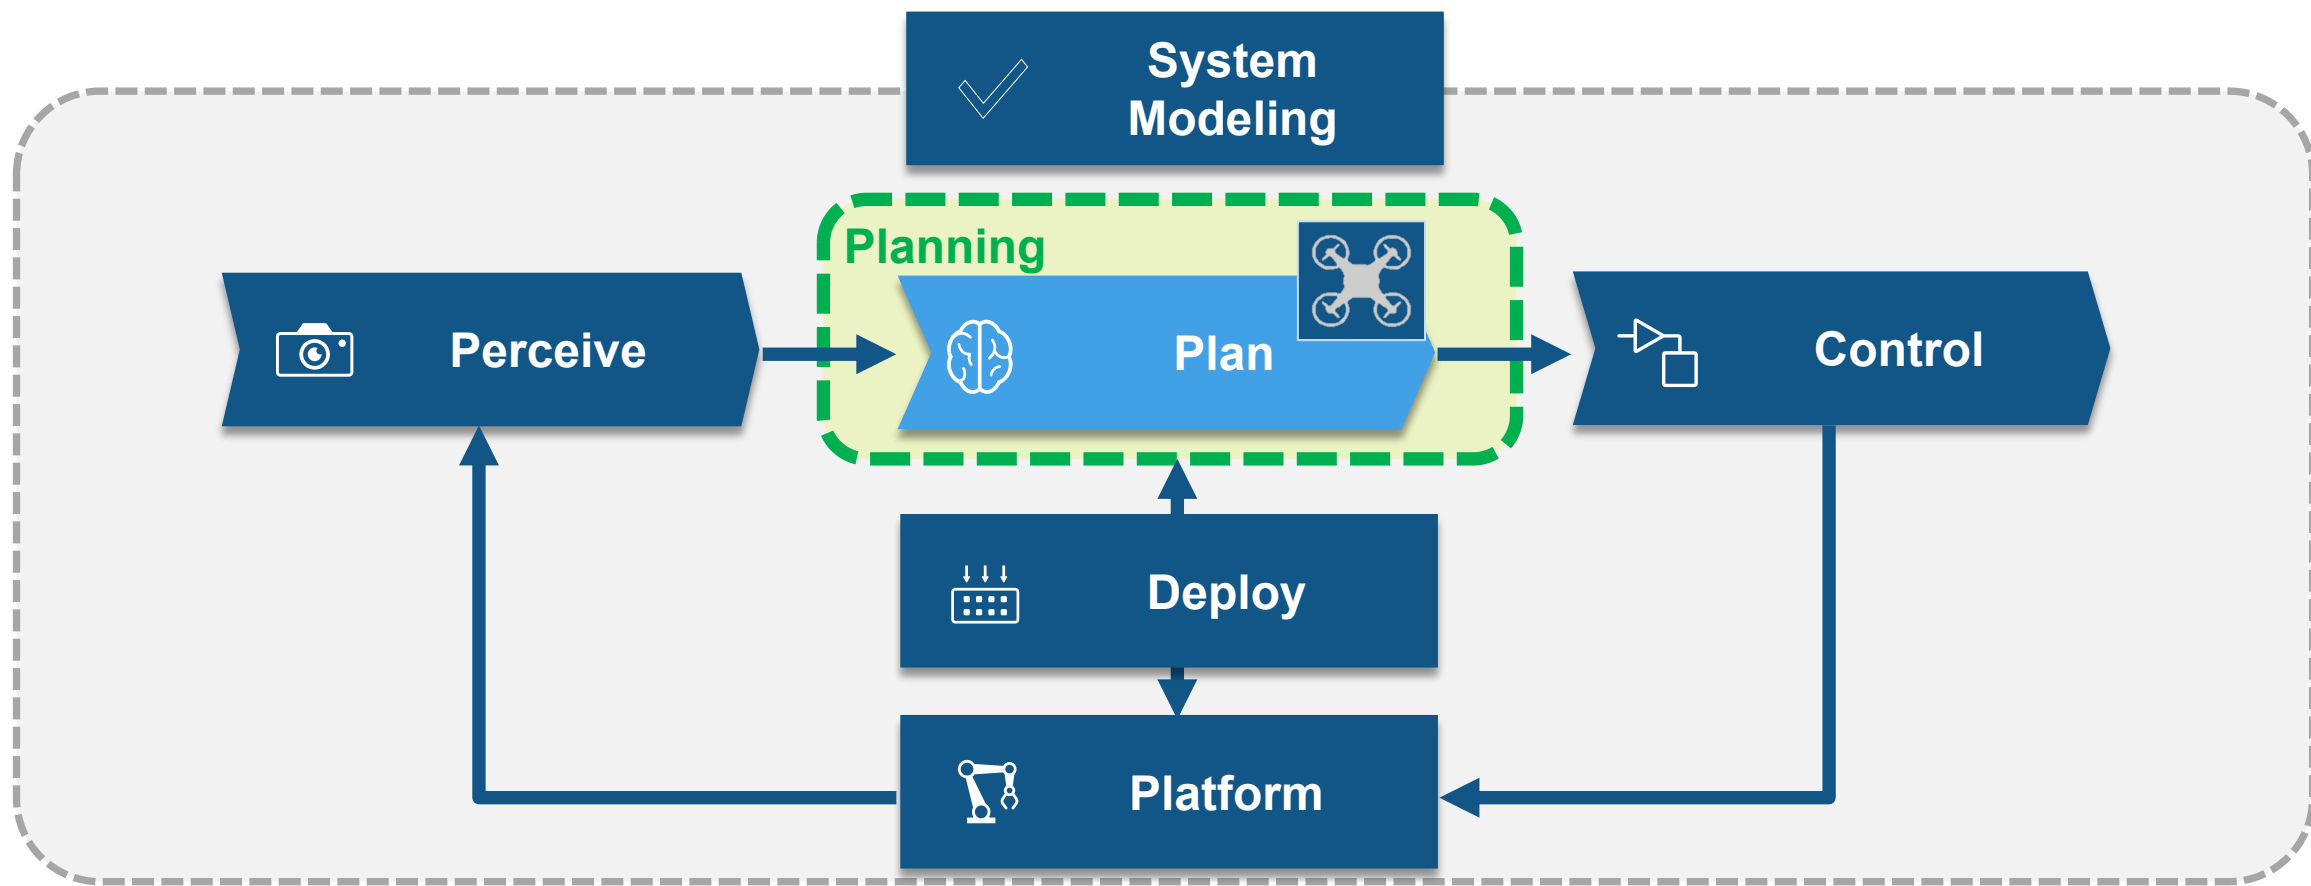 System
Modeling
Planning
Perceive
Plan
Control
Deploy
Platform